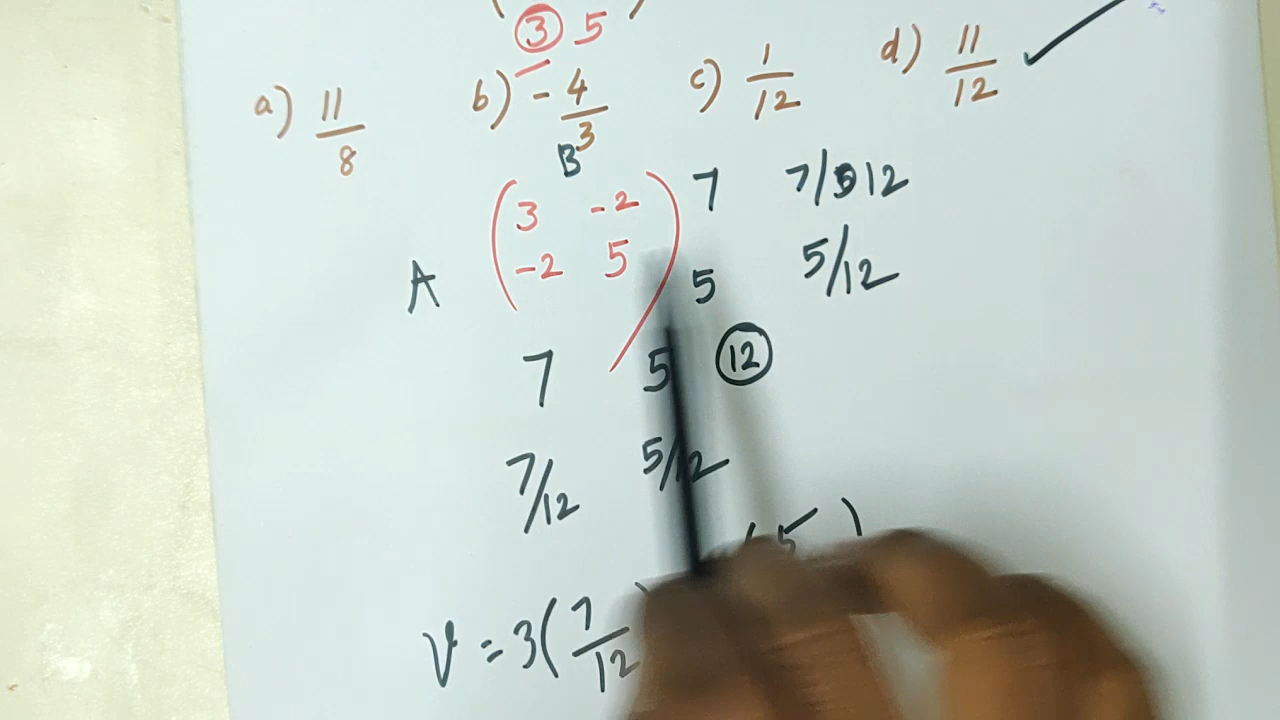 ( ③ 5 )
a) 11/8 b) -4/3 c) 1/12 d) 11/12 ✓
B
3 -2 7 7/12
A -2 5 5 5/12
7 5 ⑫
7/12 5/12
V = 3(7/12) (5 )